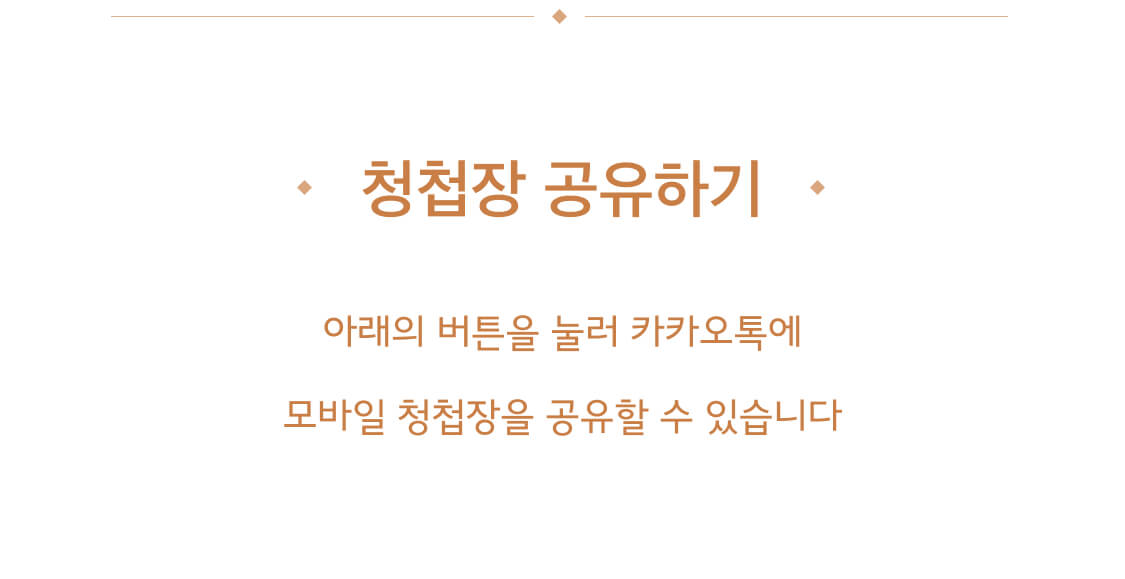 청첩장 공유하기
아래의 버튼을 눌러 카카오톡에
모바일 청첩장을 공유할 수 있습니다